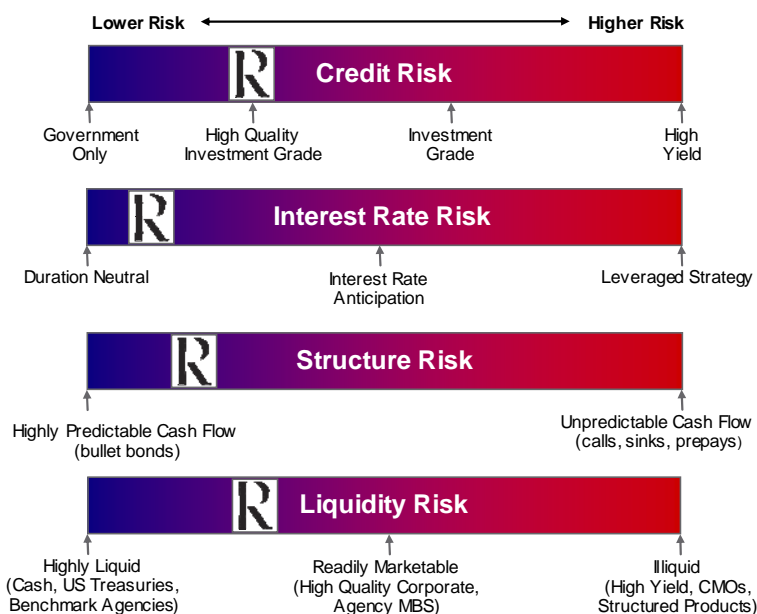 Lower Risk
Higher Risk
R
Credit Risk
Government
Only
High Quality
Investment Grade
Investment
Grade
High
Yield
R
Interest Rate Risk
Duration Neutral
Interest Rate
Anticipation
Leveraged Strategy
R
Structure Risk
Highly Predictable Cash Flow
(bullet bonds)
Unpredictable Cash Flow
(calls, sinks, prepays)
R
Liquidity Risk
Highly Liquid
(Cash, US Treasuries,
Benchmark Agencies)
Readily Marketable
(High Quality Corporate,
Agency MBS)
Illiquid
(High Yield, CMOs,
Structured Products)